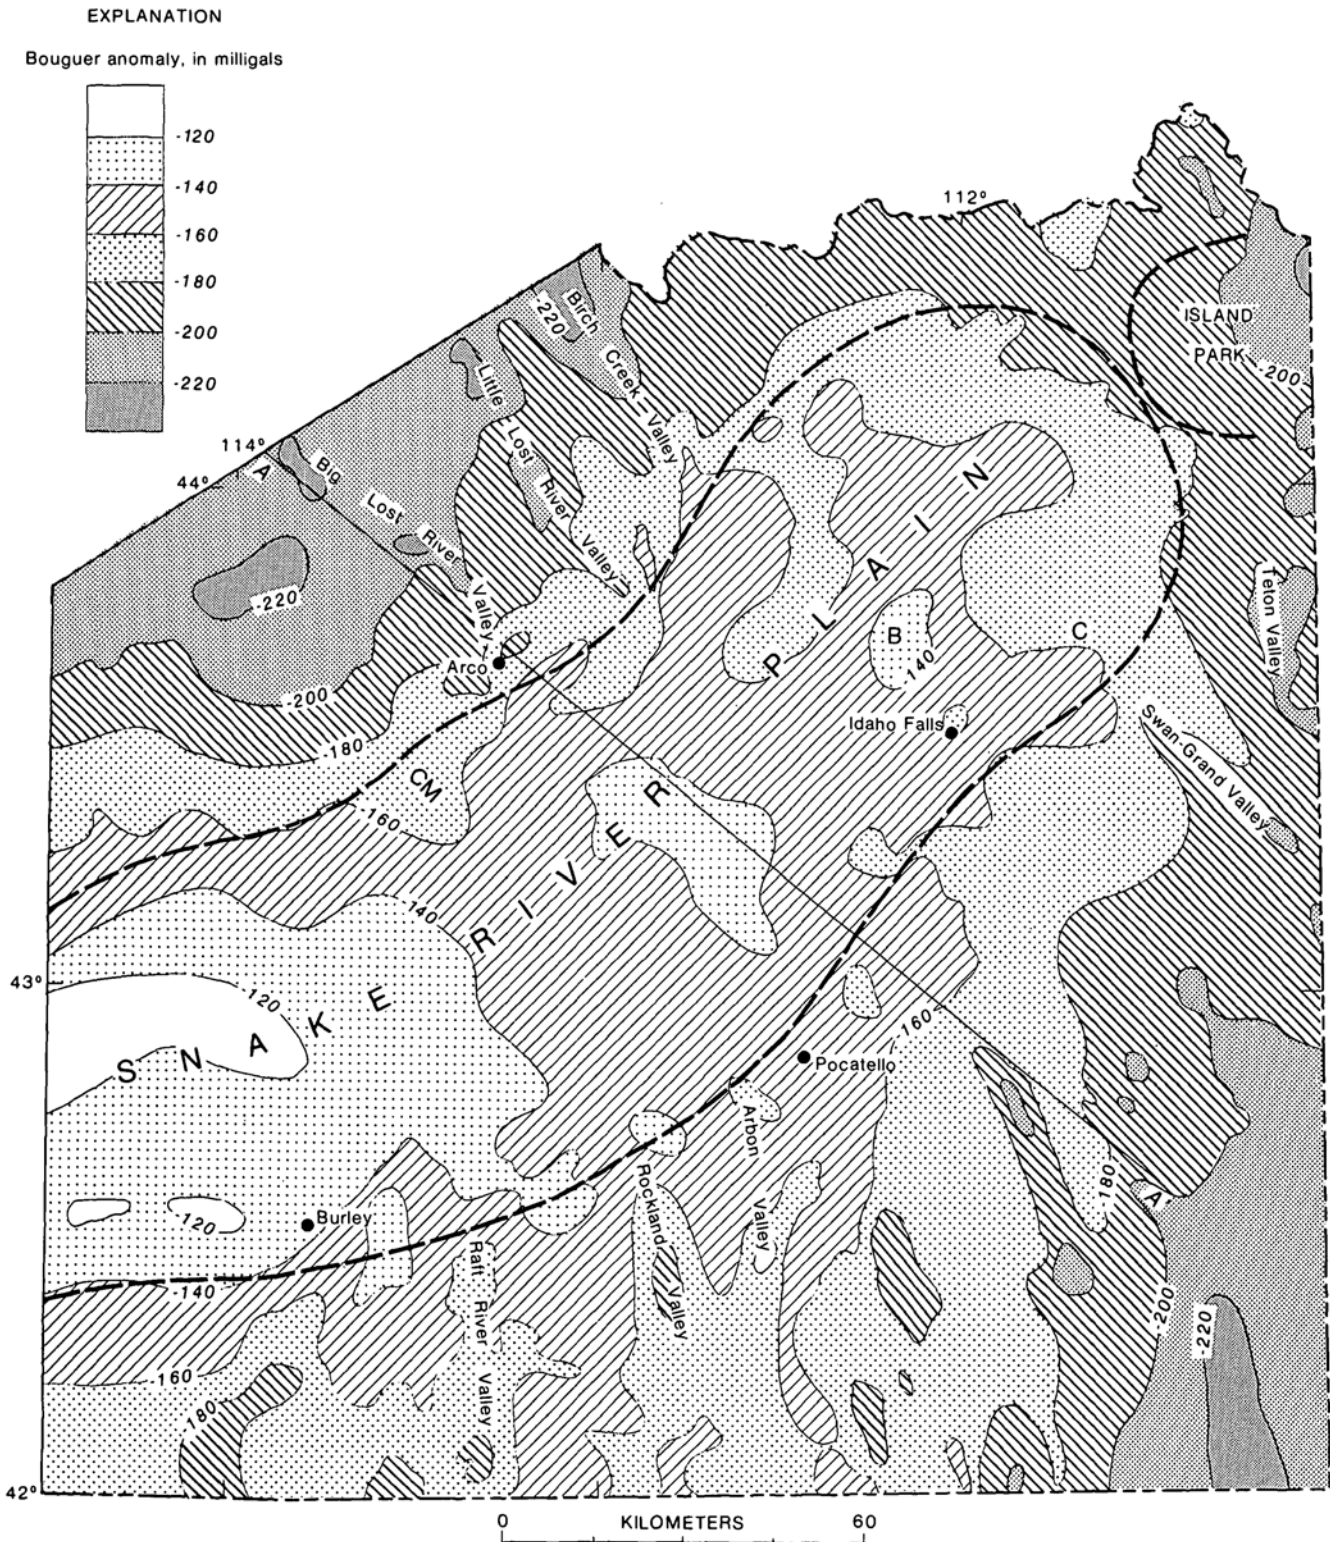 EXPLANATION
Bouguer anomaly, in milligals
-120
-140
-160
-180
-200
-220
112°
ISLAND
PARK
-200
Birch
Creek
Valley
-220
Little
Lost
River
Valley
114°
44°
A
Big
Lost
River
Valley
-220
Arco
-200
-180
CM
-160
B
-140
C
Idaho Falls
Teton Valley
Swan Grand Valley
SNAKE RIVER PLAIN
-140
43°
-120
-160
Pocatello
Arbon
Valley
Rockland
Valley
-180
A'
-120
Burley
-140
Raft
River
Valley
-200
-220
-160
-180
42°
0 KILOMETERS 60